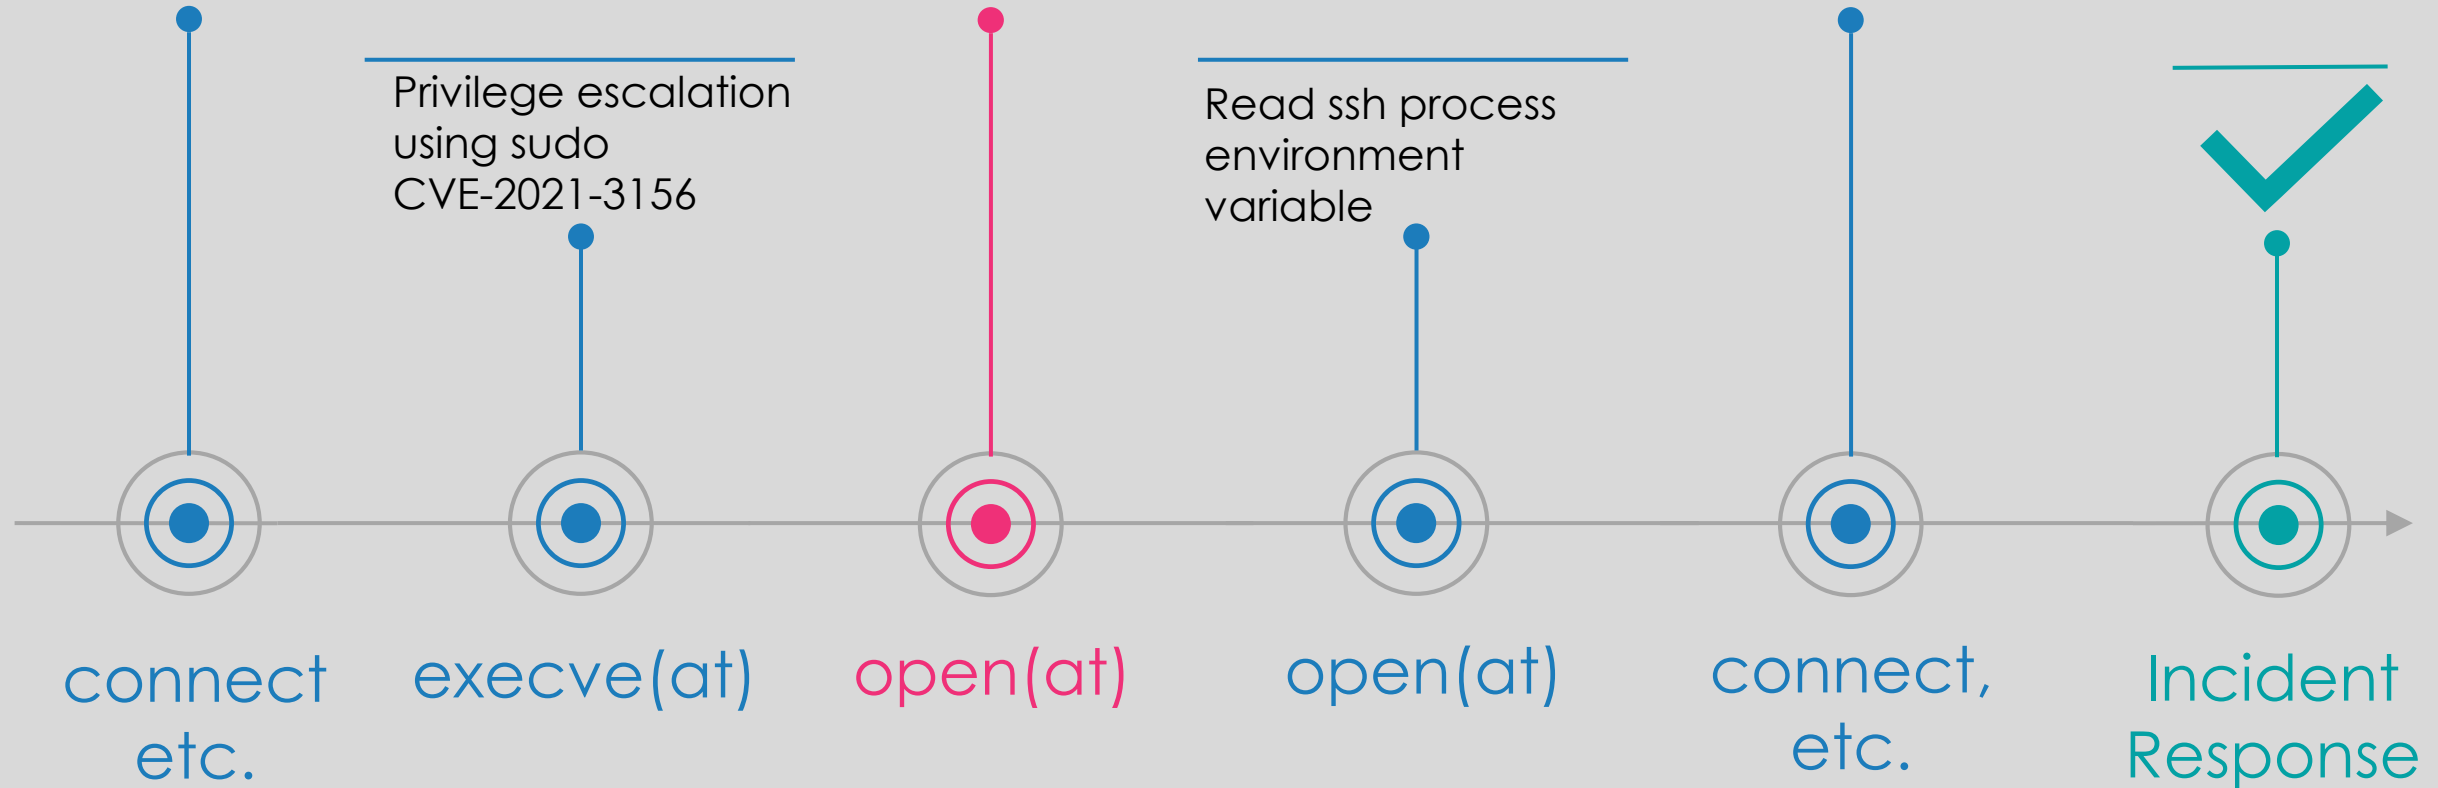 Privilege escalation
using sudo
CVE-2021-3156
Read ssh process
environment
variable
connect
etc.
execve(at)
open(at)
open(at)
connect,
etc.
Incident
Response